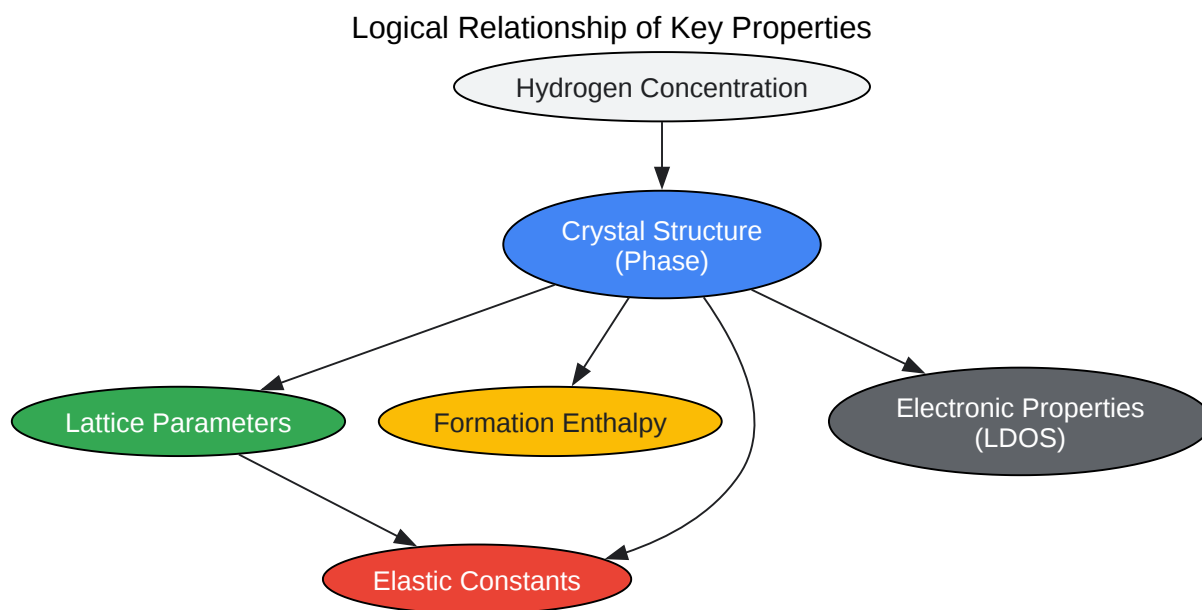 Logical Relationship of Key Properties
Hydrogen Concentration
Crystal Structure
(Phase)
Lattice Parameters
Formation Enthalpy
Electronic Properties
(LDOS)
Elastic Constants